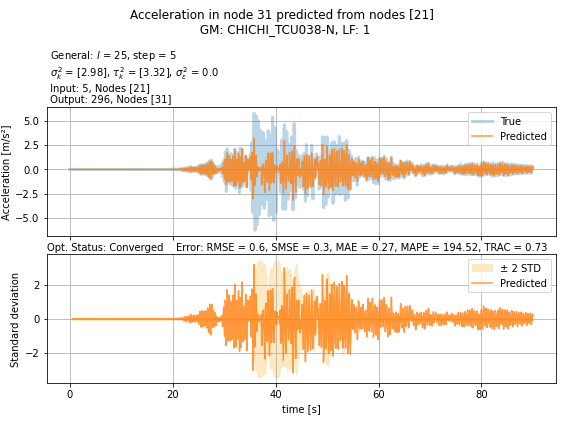 Acceleration in node 31 predicted from nodes [21]
GM: CHICHI_TCU038-N, LF: 1
General: l = 25, step = 5
σ²ₖ = [2.98], τ²ₖ = [3.32], σ²ε = 0.0
Input: 5, Nodes [21]
Output: 296, Nodes [31]
5.0
2.5
0.0
−2.5
−5.0
Acceleration [m/s²]
True
Predicted
Opt. Status: Converged Error: RMSE = 0.6, SMSE = 0.3, MAE = 0.27, MAPE = 194.52, TRAC = 0.73
2
0
−2
Standard deviation
± 2 STD
Predicted
0 20 40 60 80
time [s]